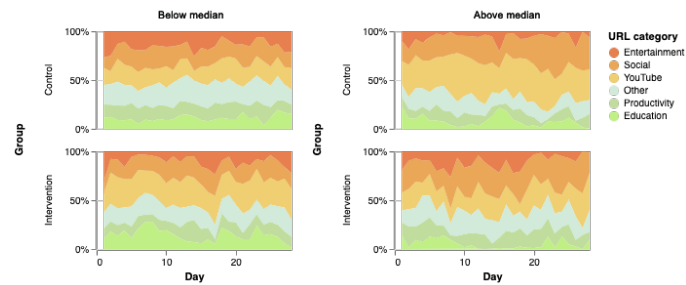 Below median
Above median
URL category
Entertainment
Social
YouTube
Other
Productivity
Education
Group
Control
100%
50%
0%
Group
Control
100%
50%
0%
Intervention
100%
50%
0%
0
10
20
Day
Intervention
100%
50%
0%
0
10
20
Day